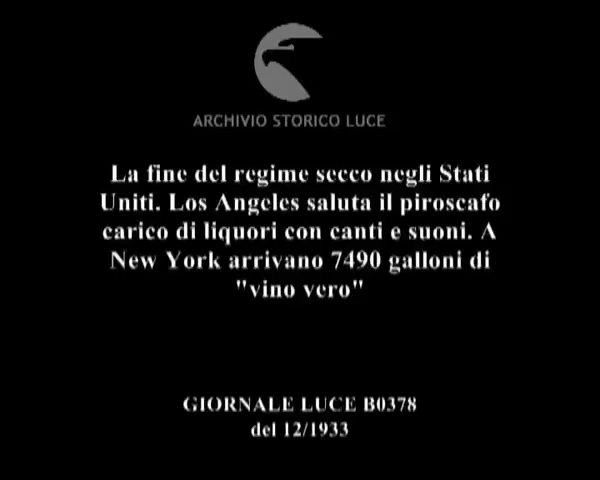 ARCHIVIO STORICO LUCE
La fine del regime secco negli Stati
Uniti. Los Angeles saluta il piroscafo
carico di liquori con canti e suoni. A
New York arrivano 7490 galloni di
"vino vero"
GIORNALE LUCE B0378
del 12/1933